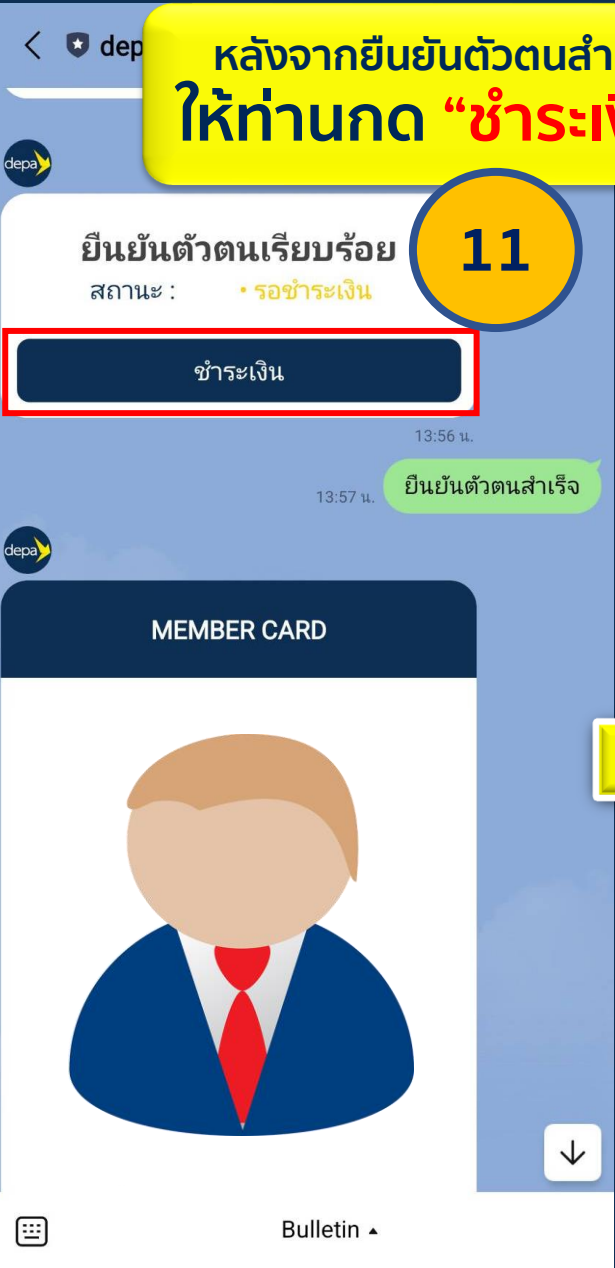 dep
หลังจากยืนยันตัวตนสำ
ให้ท่านกด “ชำระเงิ
depa
ยืนยันตัวตนเรียบร้อย
11
สถานะ : • รอชำระเงิน
ชำระเงิน
13:56 น.
13:57 น. ยืนยันตัวตนสำเร็จ
depa
MEMBER CARD
Bulletin